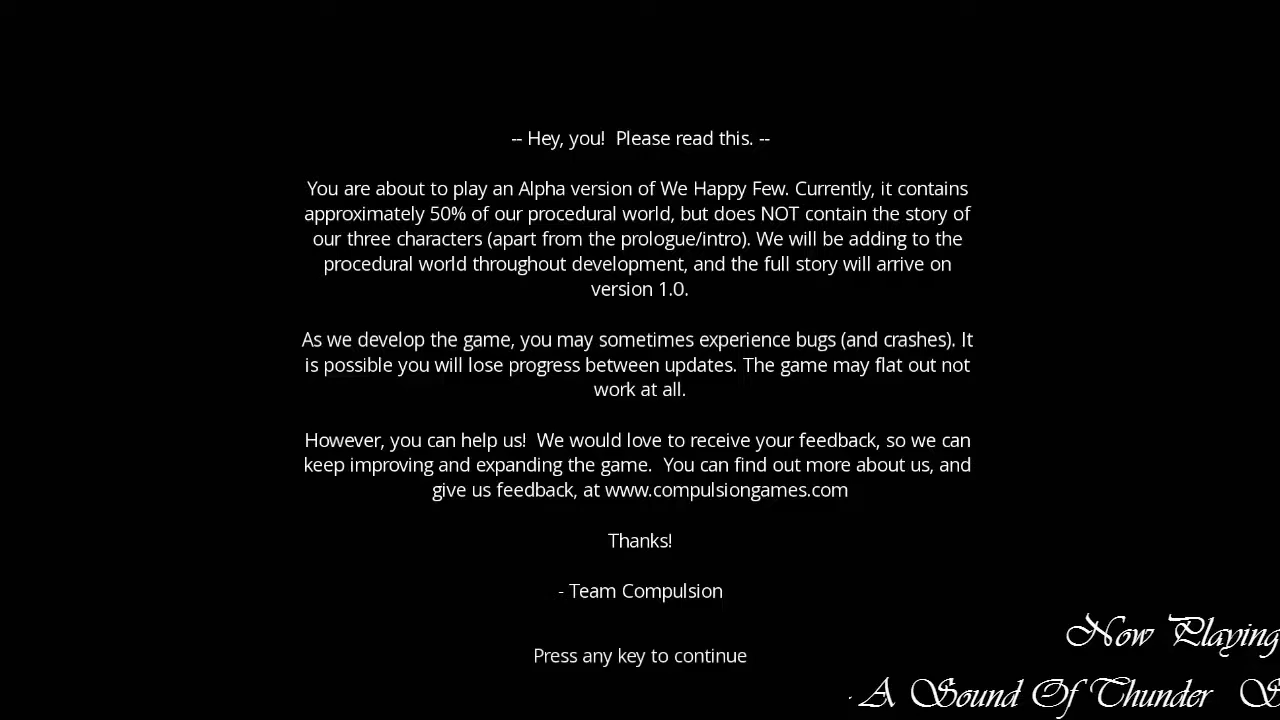 -- Hey, you!  Please read this. --
You are about to play an Alpha version of We Happy Few. Currently, it contains
approximately 50% of our procedural world, but does NOT contain the story of
our three characters (apart from the prologue/intro). We will be adding to the
procedural world throughout development, and the full story will arrive on
version 1.0.
As we develop the game, you may sometimes experience bugs (and crashes). It
is possible you will lose progress between updates. The game may flat out not
work at all.
However, you can help us!  We would love to receive your feedback, so we can
keep improving and expanding the game.  You can find out more about us, and
give us feedback, at www.compulsiongames.com
Thanks!
- Team Compulsion
Press any key to continue
Now Playing
- A Sound Of Thunder  S